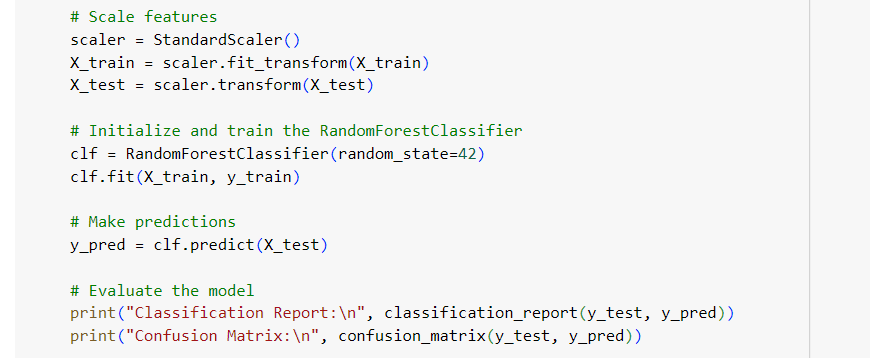 # Scale features
scaler = StandardScaler()
X_train = scaler.fit_transform(X_train)
X_test = scaler.transform(X_test)
# Initialize and train the RandomForestClassifier
clf = RandomForestClassifier(random_state=42)
clf.fit(X_train, y_train)
# Make predictions
y_pred = clf.predict(X_test)
# Evaluate the model
print("Classification Report:\n", classification_report(y_test, y_pred))
print("Confusion Matrix:\n", confusion_matrix(y_test, y_pred))